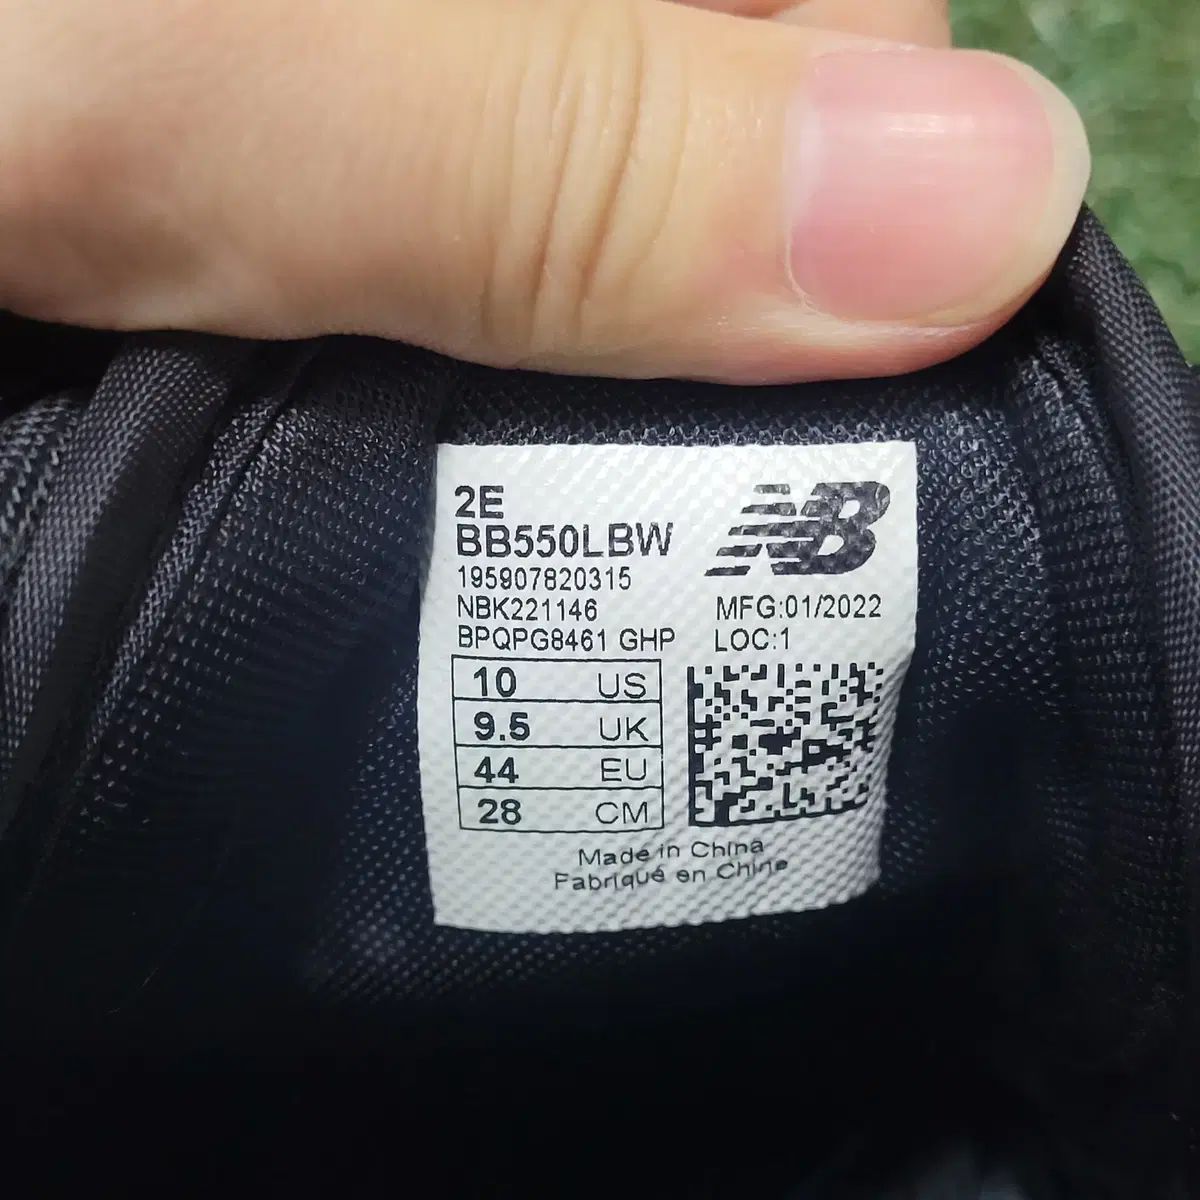 2E
BB550LBW
NB
195907820315
NBK221146
MFG:01/2022
BPQPG8461 GHP
LOC:1
10 US
9.5 UK
44 EU
28 CM
Made in China
Fabriqué en Chine